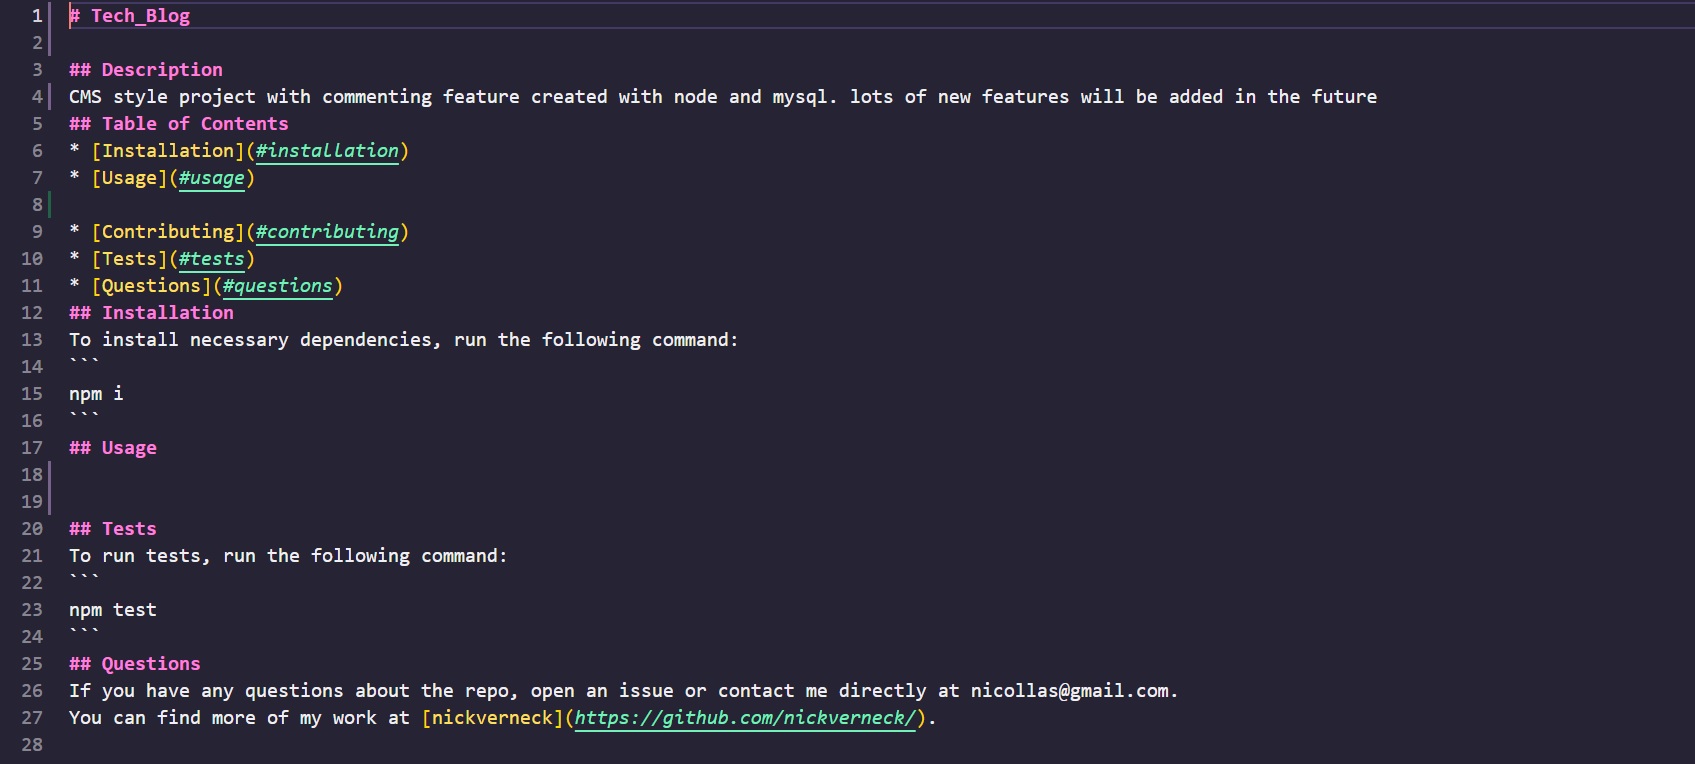 1 # Tech_Blog
2
3 ## Description
4 CMS style project with commenting feature created with node and mysql. lots of new features will be added in the future
5 ## Table of Contents
6 * [Installation](#installation)
7 * [Usage](#usage)
8
9 * [Contributing](#contributing)
10 * [Tests](#tests)
11 * [Questions](#questions)
12 ## Installation
13 To install necessary dependencies, run the following command:
14 ```
15 npm i
16 ```
17 ## Usage
18
19
20 ## Tests
21 To run tests, run the following command:
22 ```
23 npm test
24 ```
25 ## Questions
26 If you have any questions about the repo, open an issue or contact me directly at nicollas@gmail.com.
27 You can find more of my work at [nickverneck](https://github.com/nickverneck/).
28